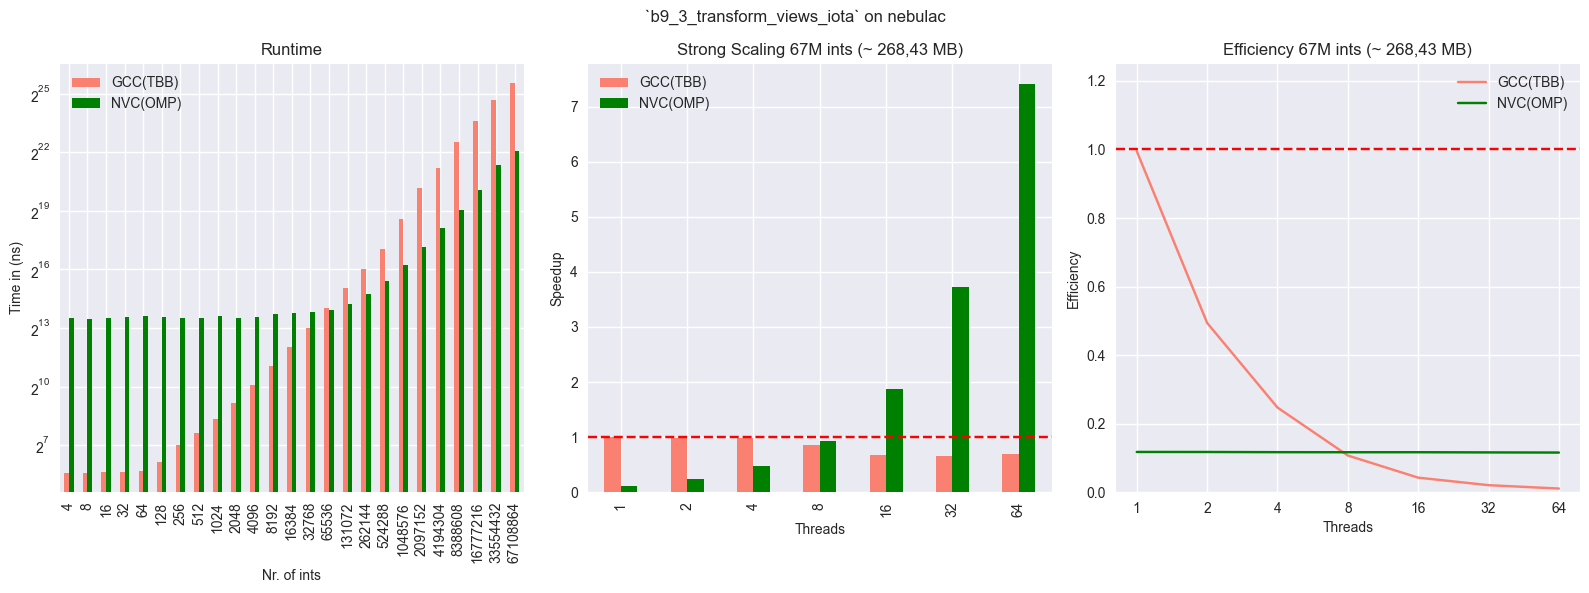 `b9_3_transform_views_iota` on nebulac
Runtime
GCC(TBB)
NVC(OMP)
Time in (ns)
2^25
2^22
2^19
2^16
2^13
2^10
2^7
4 8 16 32 64 128 256 512 1024 2048 4096 8192 16384 32768 65536 131072 262144 524288 1048576 2097152 4194304 8388608 16777216 33554432 67108864
Nr. of ints
Strong Scaling 67M ints (~ 268,43 MB)
GCC(TBB)
NVC(OMP)
Speedup
7
6
5
4
3
2
1
0
1 2 4 8 16 32 64
Threads
Efficiency 67M ints (~ 268,43 MB)
GCC(TBB)
NVC(OMP)
Efficiency
1.2
1.0
0.8
0.6
0.4
0.2
0.0
1 2 4 8 16 32 64
Threads